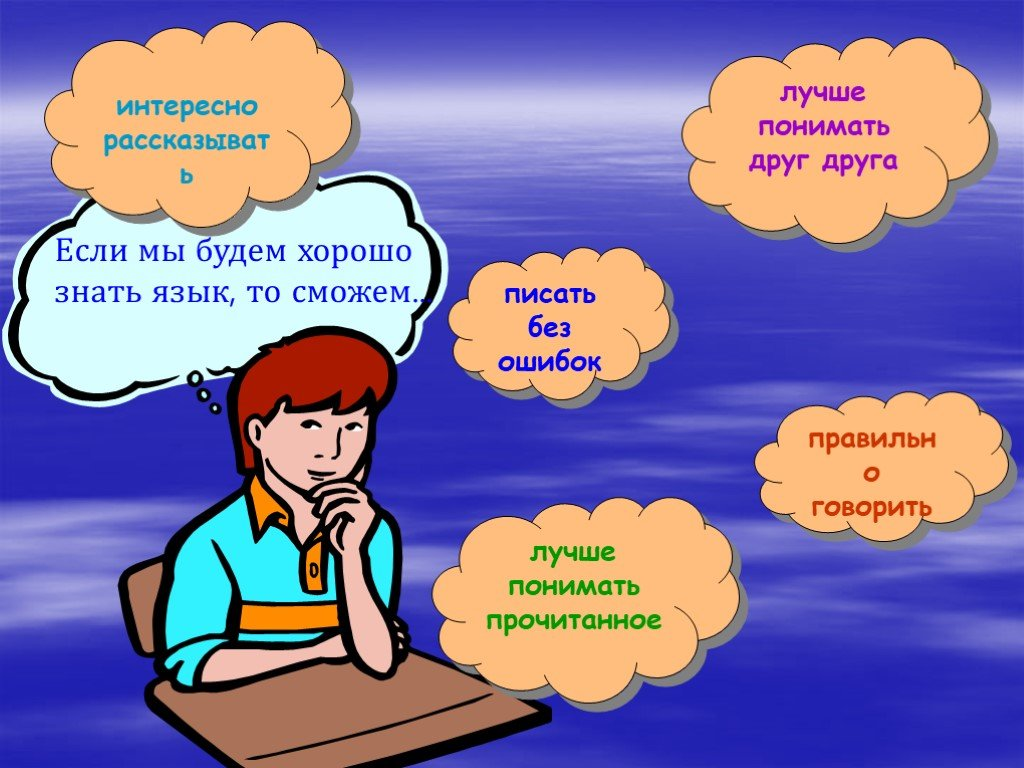 интересно
рассказыват
ь
Если мы будем хорошо
знать язык, то сможем...
лучше
понимать
друг друга
писать
без
ошибок
правильн
о
говорить
лучше
понимать
прочитанное